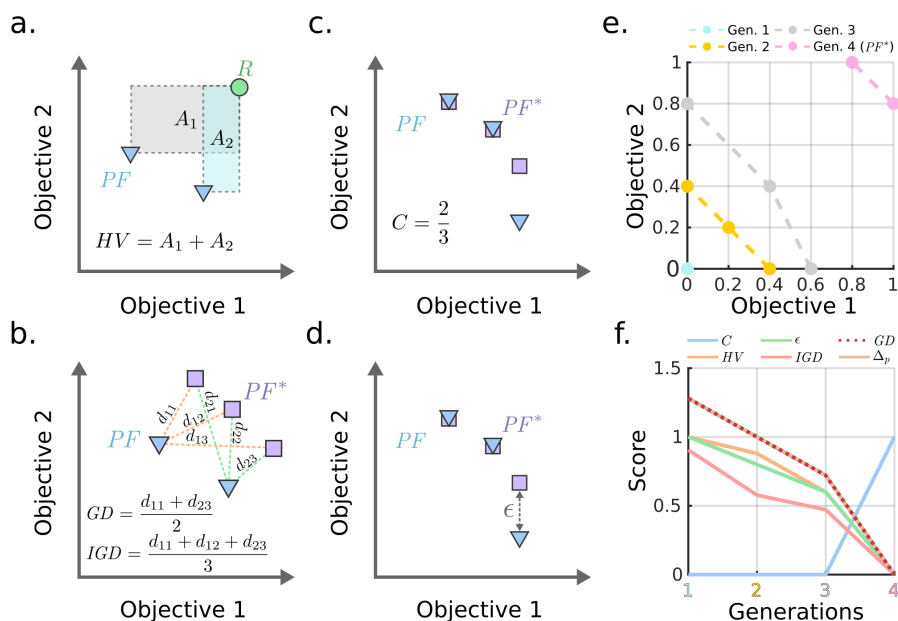 a.
Objective 2
R
A1
A2
PF
HV = A1 + A2
Objective 1
b.
Objective 2
PF*
PF
d11
d12
d13
d21
d22
d23
GD = (d11 + d23)/2
IGD = (d11 + d12 + d23)/3
Objective 1
c.
Objective 2
PF
PF*
C = 2/3
Objective 1
d.
Objective 2
PF
PF*
ϵ
Objective 1
e.
Gen. 1 Gen. 3
Gen. 2 Gen. 4 (PF*)
Objective 2
1
0.8
0.6
0.4
0.2
0
0 0.2 0.4 0.6 0.8 1
Objective 1
f.
C ϵ GD
HV IGD Δp
Score
1.5
1
0.5
0
1 2 3 4
Generations